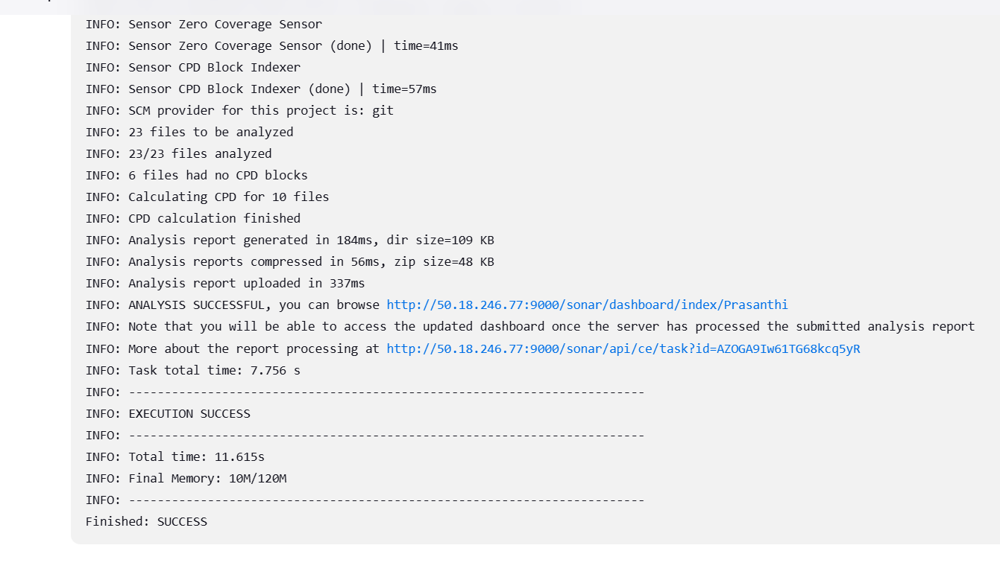 INFO: Sensor Zero Coverage Sensor
INFO: Sensor Zero Coverage Sensor (done) | time=41ms
INFO: Sensor CPD Block Indexer
INFO: Sensor CPD Block Indexer (done) | time=57ms
INFO: SCM provider for this project is: git
INFO: 23 files to be analyzed
INFO: 23/23 files analyzed
INFO: 6 files had no CPD blocks
INFO: Calculating CPD for 10 files
INFO: CPD calculation finished
INFO: Analysis report generated in 184ms, dir size=109 KB
INFO: Analysis reports compressed in 56ms, zip size=48 KB
INFO: Analysis report uploaded in 337ms
INFO: ANALYSIS SUCCESSFUL, you can browse http://50.18.246.77:9000/sonar/dashboard/index/Prasanthi
INFO: Note that you will be able to access the updated dashboard once the server has processed the submitted analysis report
INFO: More about the report processing at http://50.18.246.77:9000/sonar/api/ce/task?id=AZOGA9Iw61TG68kcq5yR
INFO: Task total time: 7.756 s
INFO: ------------------------------------------------------------------------
INFO: EXECUTION SUCCESS
INFO: ------------------------------------------------------------------------
INFO: Total time: 11.615s
INFO: Final Memory: 10M/120M
INFO: ------------------------------------------------------------------------
Finished: SUCCESS